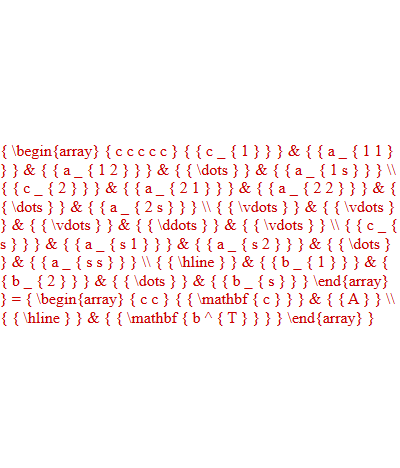 { \begin{array} { c c c c c } { { c _ { 1 } } } & { { a _ { 1 1 }
} } & { { a _ { 1 2 } } } & { { \dots } } & { { a _ { 1 s } } } \\
{ { c _ { 2 } } } & { { a _ { 2 1 } } } & { { a _ { 2 2 } } } & {
{ \dots } } & { { a _ { 2 s } } } \\ { { \vdots } } & { { \vdots }
} & { { \vdots } } & { { \ddots } } & { { \vdots } } \\ { { c _ {
s } } } & { { a _ { s 1 } } } & { { a _ { s 2 } } } & { { \dots }
} & { { a _ { s s } } } \\ { { \hline } } & { { b _ { 1 } } } & {
{ b _ { 2 } } } & { { \dots } } & { { b _ { s } } } \end{array}
} = { \begin{array} { c c } { { \mathbf { c } } } & { { A } } \\
{ { \hline } } & { { \mathbf { b ^ { T } } } } \end{array} }